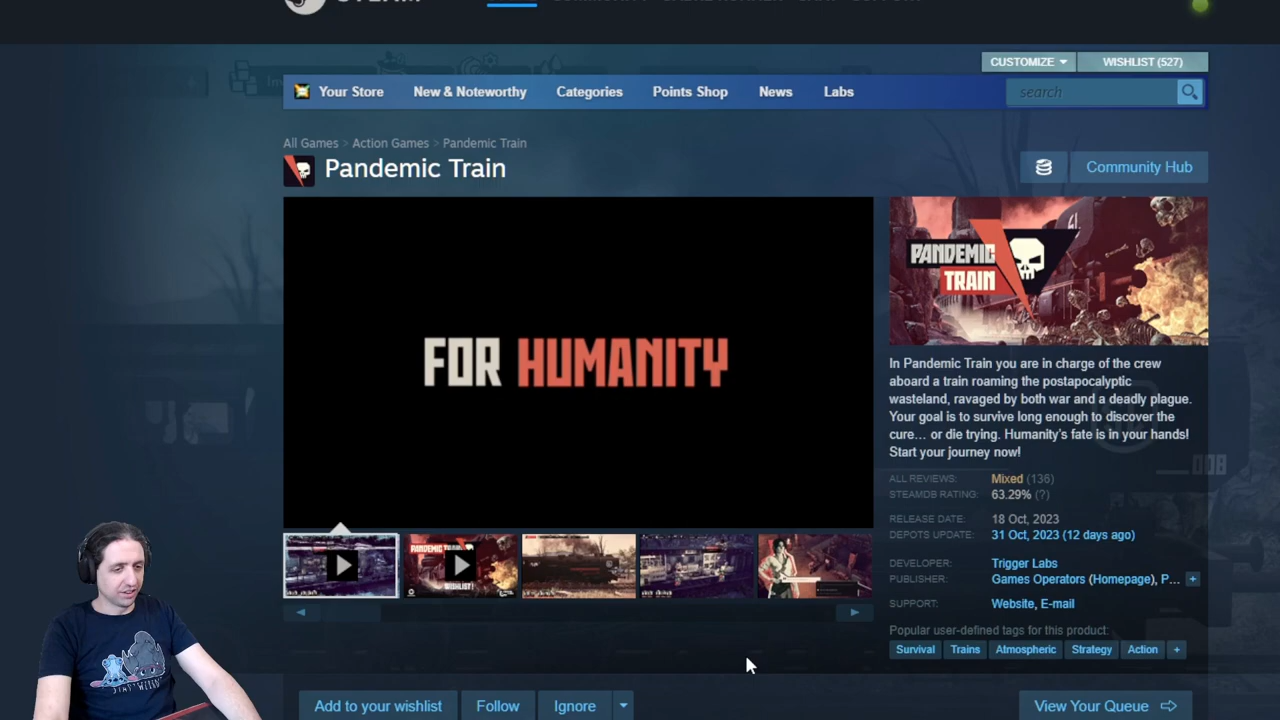 CUSTOMIZE
WISHLIST (527)
Your Store
New & Noteworthy
Categories
Points Shop
News
Labs
search
All Games > Action Games > Pandemic Train
Pandemic Train
Community Hub
FOR HUMANITY
PANDEMIC
TRAIN
In Pandemic Train you are in charge of the crew
aboard a train roaming the postapocalyptic
wasteland, ravaged by both war and a deadly plague.
Your goal is to survive long enough to discover the
cure… or die trying. Humanity's fate is in your hands!
Start your journey now!
ALL REVIEWS: Mixed (136)
STEAMDB RATING: 63.29% (?)
RELEASE DATE: 18 Oct, 2023
DEPOTS UPDATE: 31 Oct, 2023 (12 days ago)
DEVELOPER: Trigger Labs
PUBLISHER: Games Operators (Homepage), P... +
SUPPORT: Website, E-mail
Popular user-defined tags for this product:
Survival
Trains
Atmospheric
Strategy
Action
+
Add to your wishlist
Follow
Ignore
View Your Queue